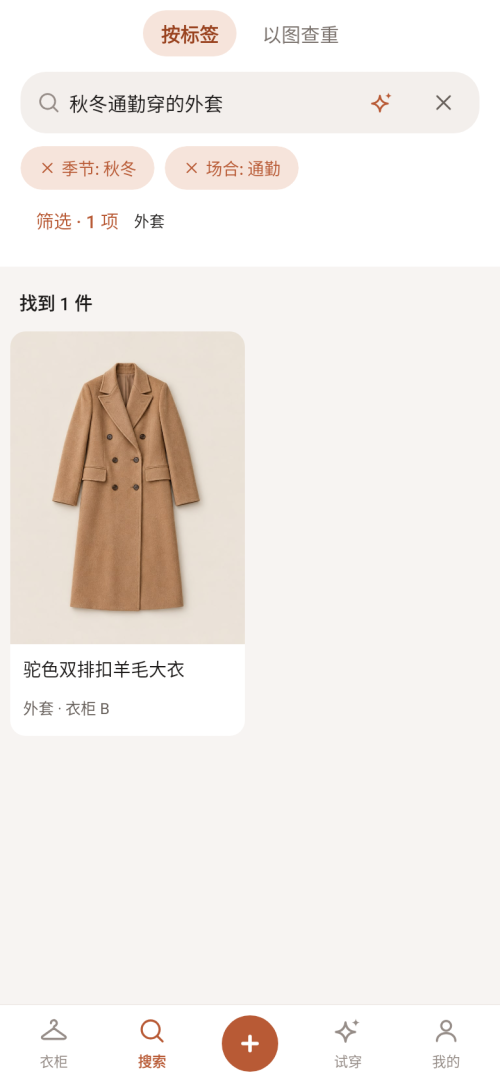 按标签 以图查重
秋冬通勤穿的外套
季节: 秋冬 场合: 通勤
筛选 · 1 项 外套
找到 1 件
驼色双排扣羊毛大衣
外套 · 衣柜 B
衣柜 搜索 试穿 我的